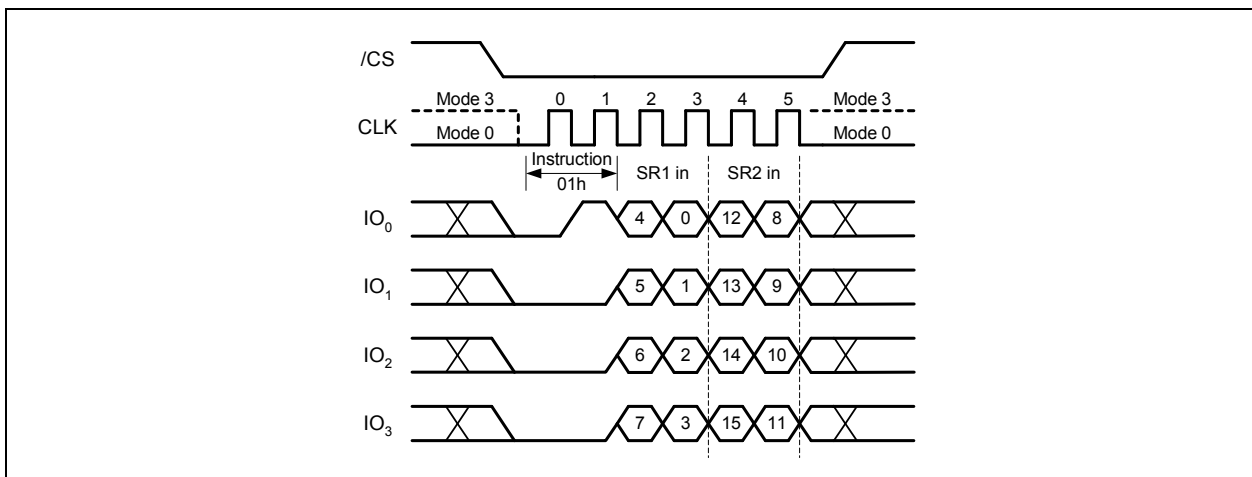 /CS
Mode 3 0 1 2 3 4 5 Mode 3
CLK
Mode 0 Mode 0
Instruction SR1 in SR2 in
01h
IO0 4 0 12 8
IO1 5 1 13 9
IO2 6 2 14 10
IO3 7 3 15 11